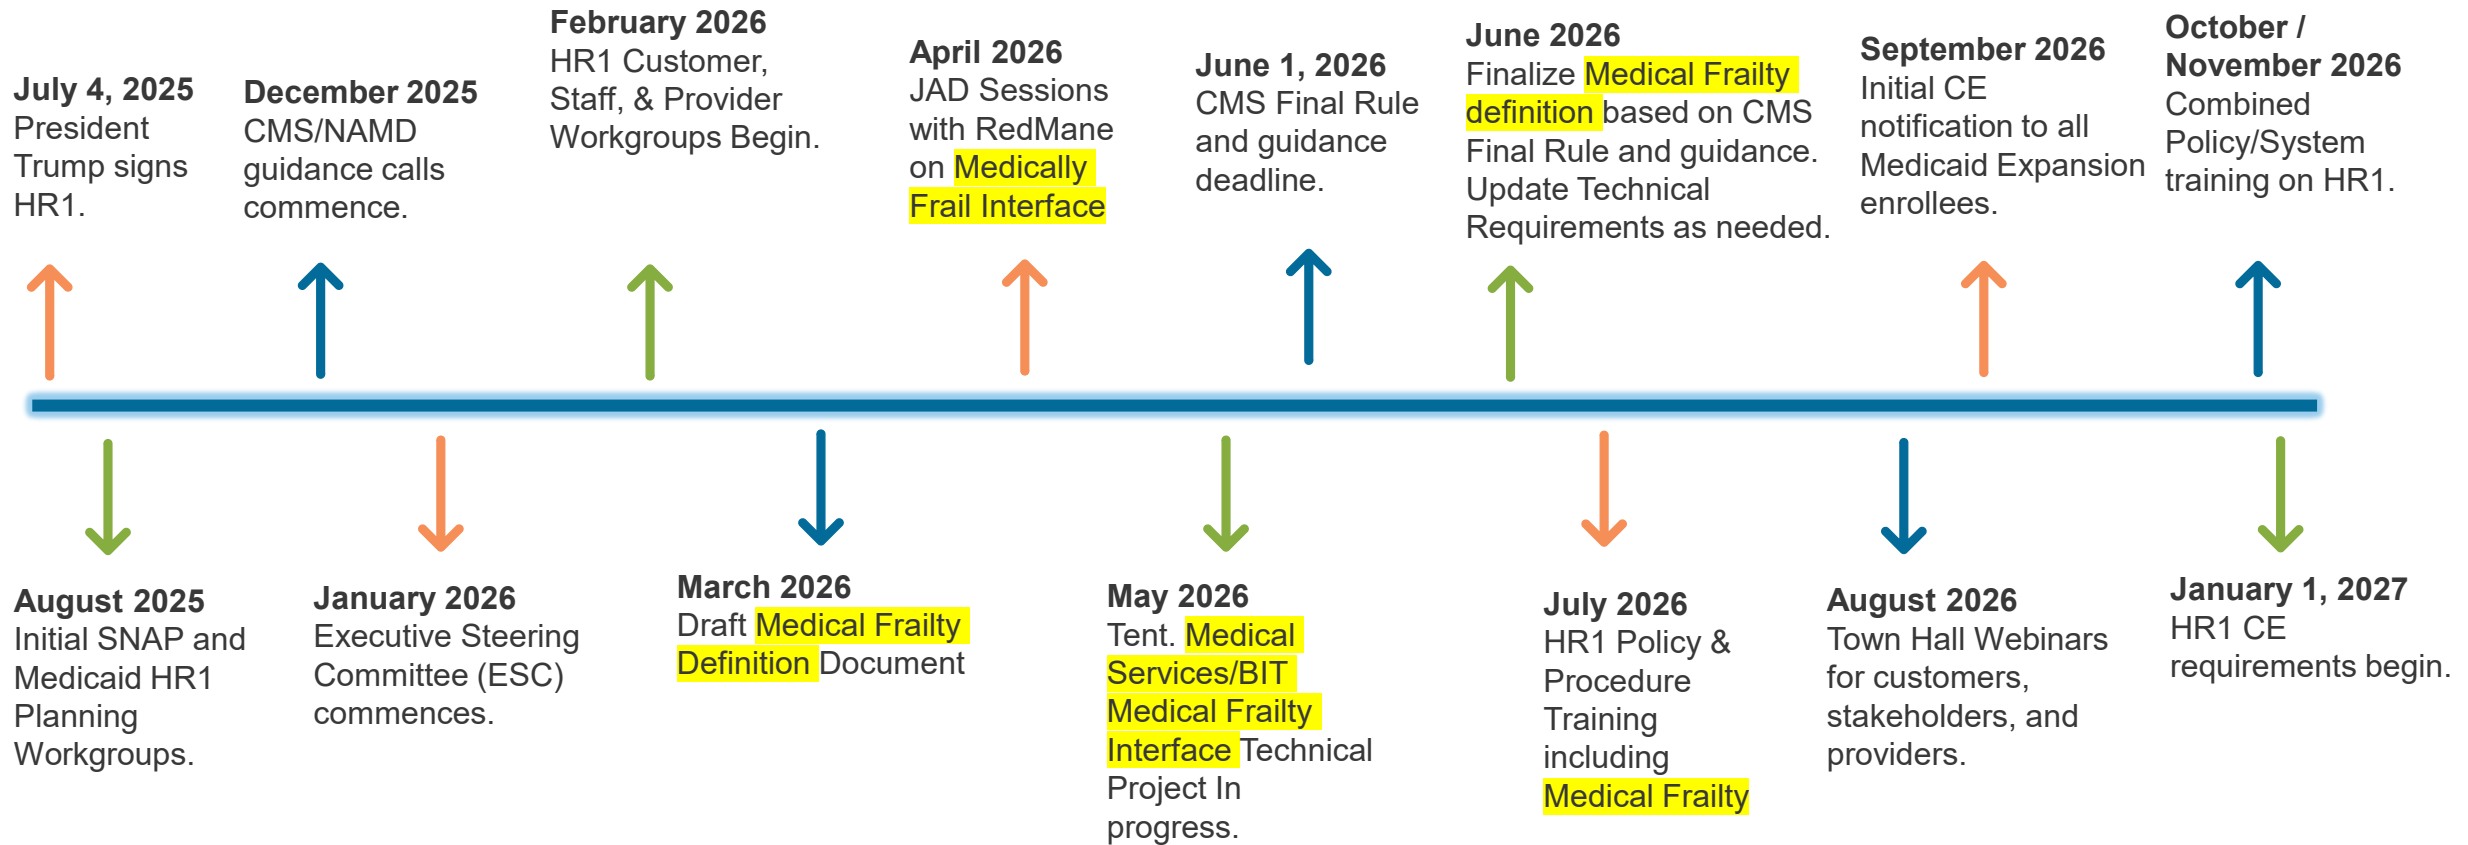 July 4, 2025
President
Trump signs
HR1.
December 2025
CMS/NAMD
guidance calls
commence.
February 2026
HR1 Customer,
Staff, & Provider
Workgroups Begin.
April 2026
JAD Sessions
with RedMane
on Medically
Frail Interface
June 1, 2026
CMS Final Rule
and guidance
deadline.
June 2026
Finalize Medical Frailty
definition based on CMS
Final Rule and guidance.
Update Technical
Requirements as needed.
September 2026
Initial CE
notification to all
Medicaid Expansion
enrollees.
October /
November 2026
Combined
Policy/System
training on HR1.
August 2025
Initial SNAP and
Medicaid HR1
Planning
Workgroups.
January 2026
Executive Steering
Committee (ESC)
commences.
March 2026
Draft Medical Frailty
Definition Document
May 2026
Tent. Medical
Services/BIT
Medical Frailty
Interface Technical
Project In
progress.
July 2026
HR1 Policy &
Procedure
Training
including
Medical Frailty
August 2026
Town Hall Webinars
for customers,
stakeholders, and
providers.
January 1, 2027
HR1 CE
requirements begin.